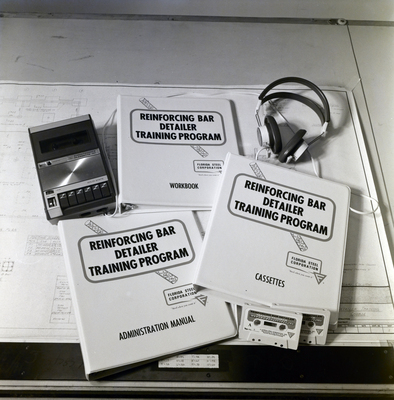 REINFORCING BAR
DETAILER
TRAINING PROGRAM
FLORIDA STEEL
CORPORATION
WORKBOOK
REINFORCING BAR
DETAILER
TRAINING PROGRAM
FLORIDA STEEL
CORPORATION
CASSETTES
REINFORCING BAR
DETAILER
TRAINING PROGRAM
FLORIDA STEEL
CORPORATION
ADMINISTRATION MANUAL